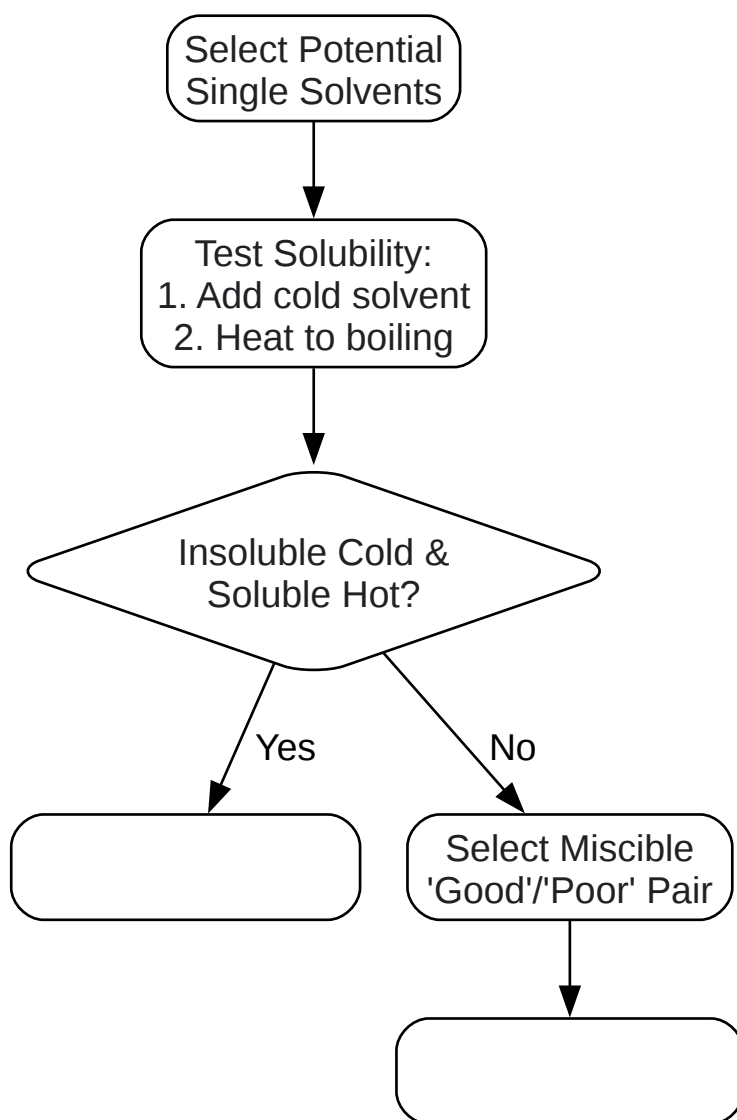 Select Potential
Single Solvents
Test Solubility:
1. Add cold solvent
2. Heat to boiling
Insoluble Cold &
Soluble Hot?
Yes
No
Select Miscible
'Good'/'Poor' Pair